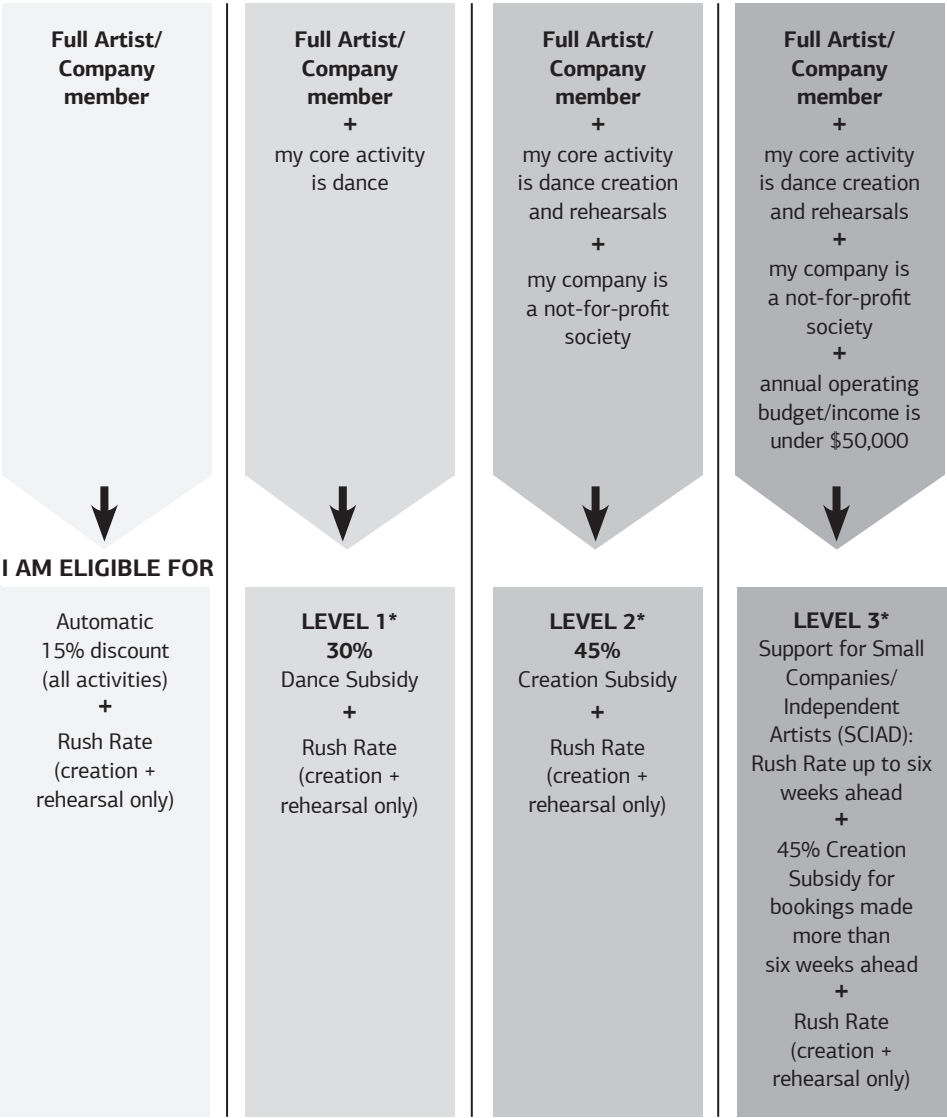 Full Artist/
Company
member
Full Artist/
Company
member
+
my core activity
is dance
Full Artist/
Company
member
+
my core activity
is dance creation
and rehearsals
+
my company is
a not-for-profit
society
Full Artist/
Company
member
+
my core activity
is dance creation
and rehearsals
+
my company is
a not-for-profit
society
+
annual operating
budget/income is
under $50,000
I AM ELIGIBLE FOR
Automatic
15% discount
(all activities)
+
Rush Rate
(creation +
rehearsal only)
LEVEL 1*
30%
Dance Subsidy
+
Rush Rate
(creation +
rehearsal only)
LEVEL 2*
45%
Creation Subsidy
+
Rush Rate
(creation +
rehearsal only)
LEVEL 3*
Support for Small
Companies/
Independent
Artists (SCIAD):
Rush Rate up to six
weeks ahead
+
45% Creation
Subsidy for
bookings made
more than
six weeks ahead
+
Rush Rate
(creation +
rehearsal only)